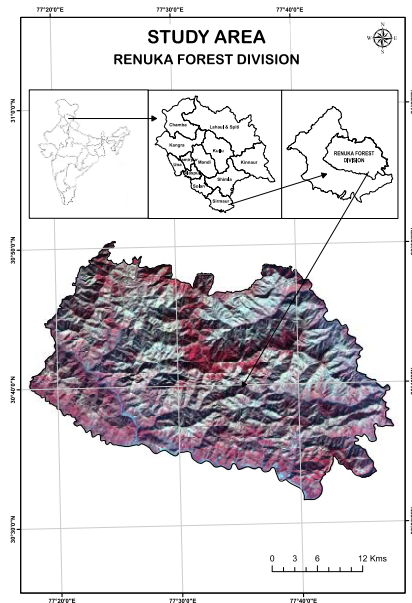 77°20'0"E 77°30'0"E 77°40'0"E
STUDY AREA
RENUKA FOREST DIVISION
N
W E
S
Chamba
Lahaul & Spiti
Kangra
Kullu
Mandi
Kinnaur
Una
Shimla
Solan
Sirmaur
RENUKA FOREST
DIVISION
31°0'0"N
30°50'0"N
30°40'0"N
30°30'0"N
0 3 6 12 Kms
77°20'0"E 77°30'0"E 77°40'0"E